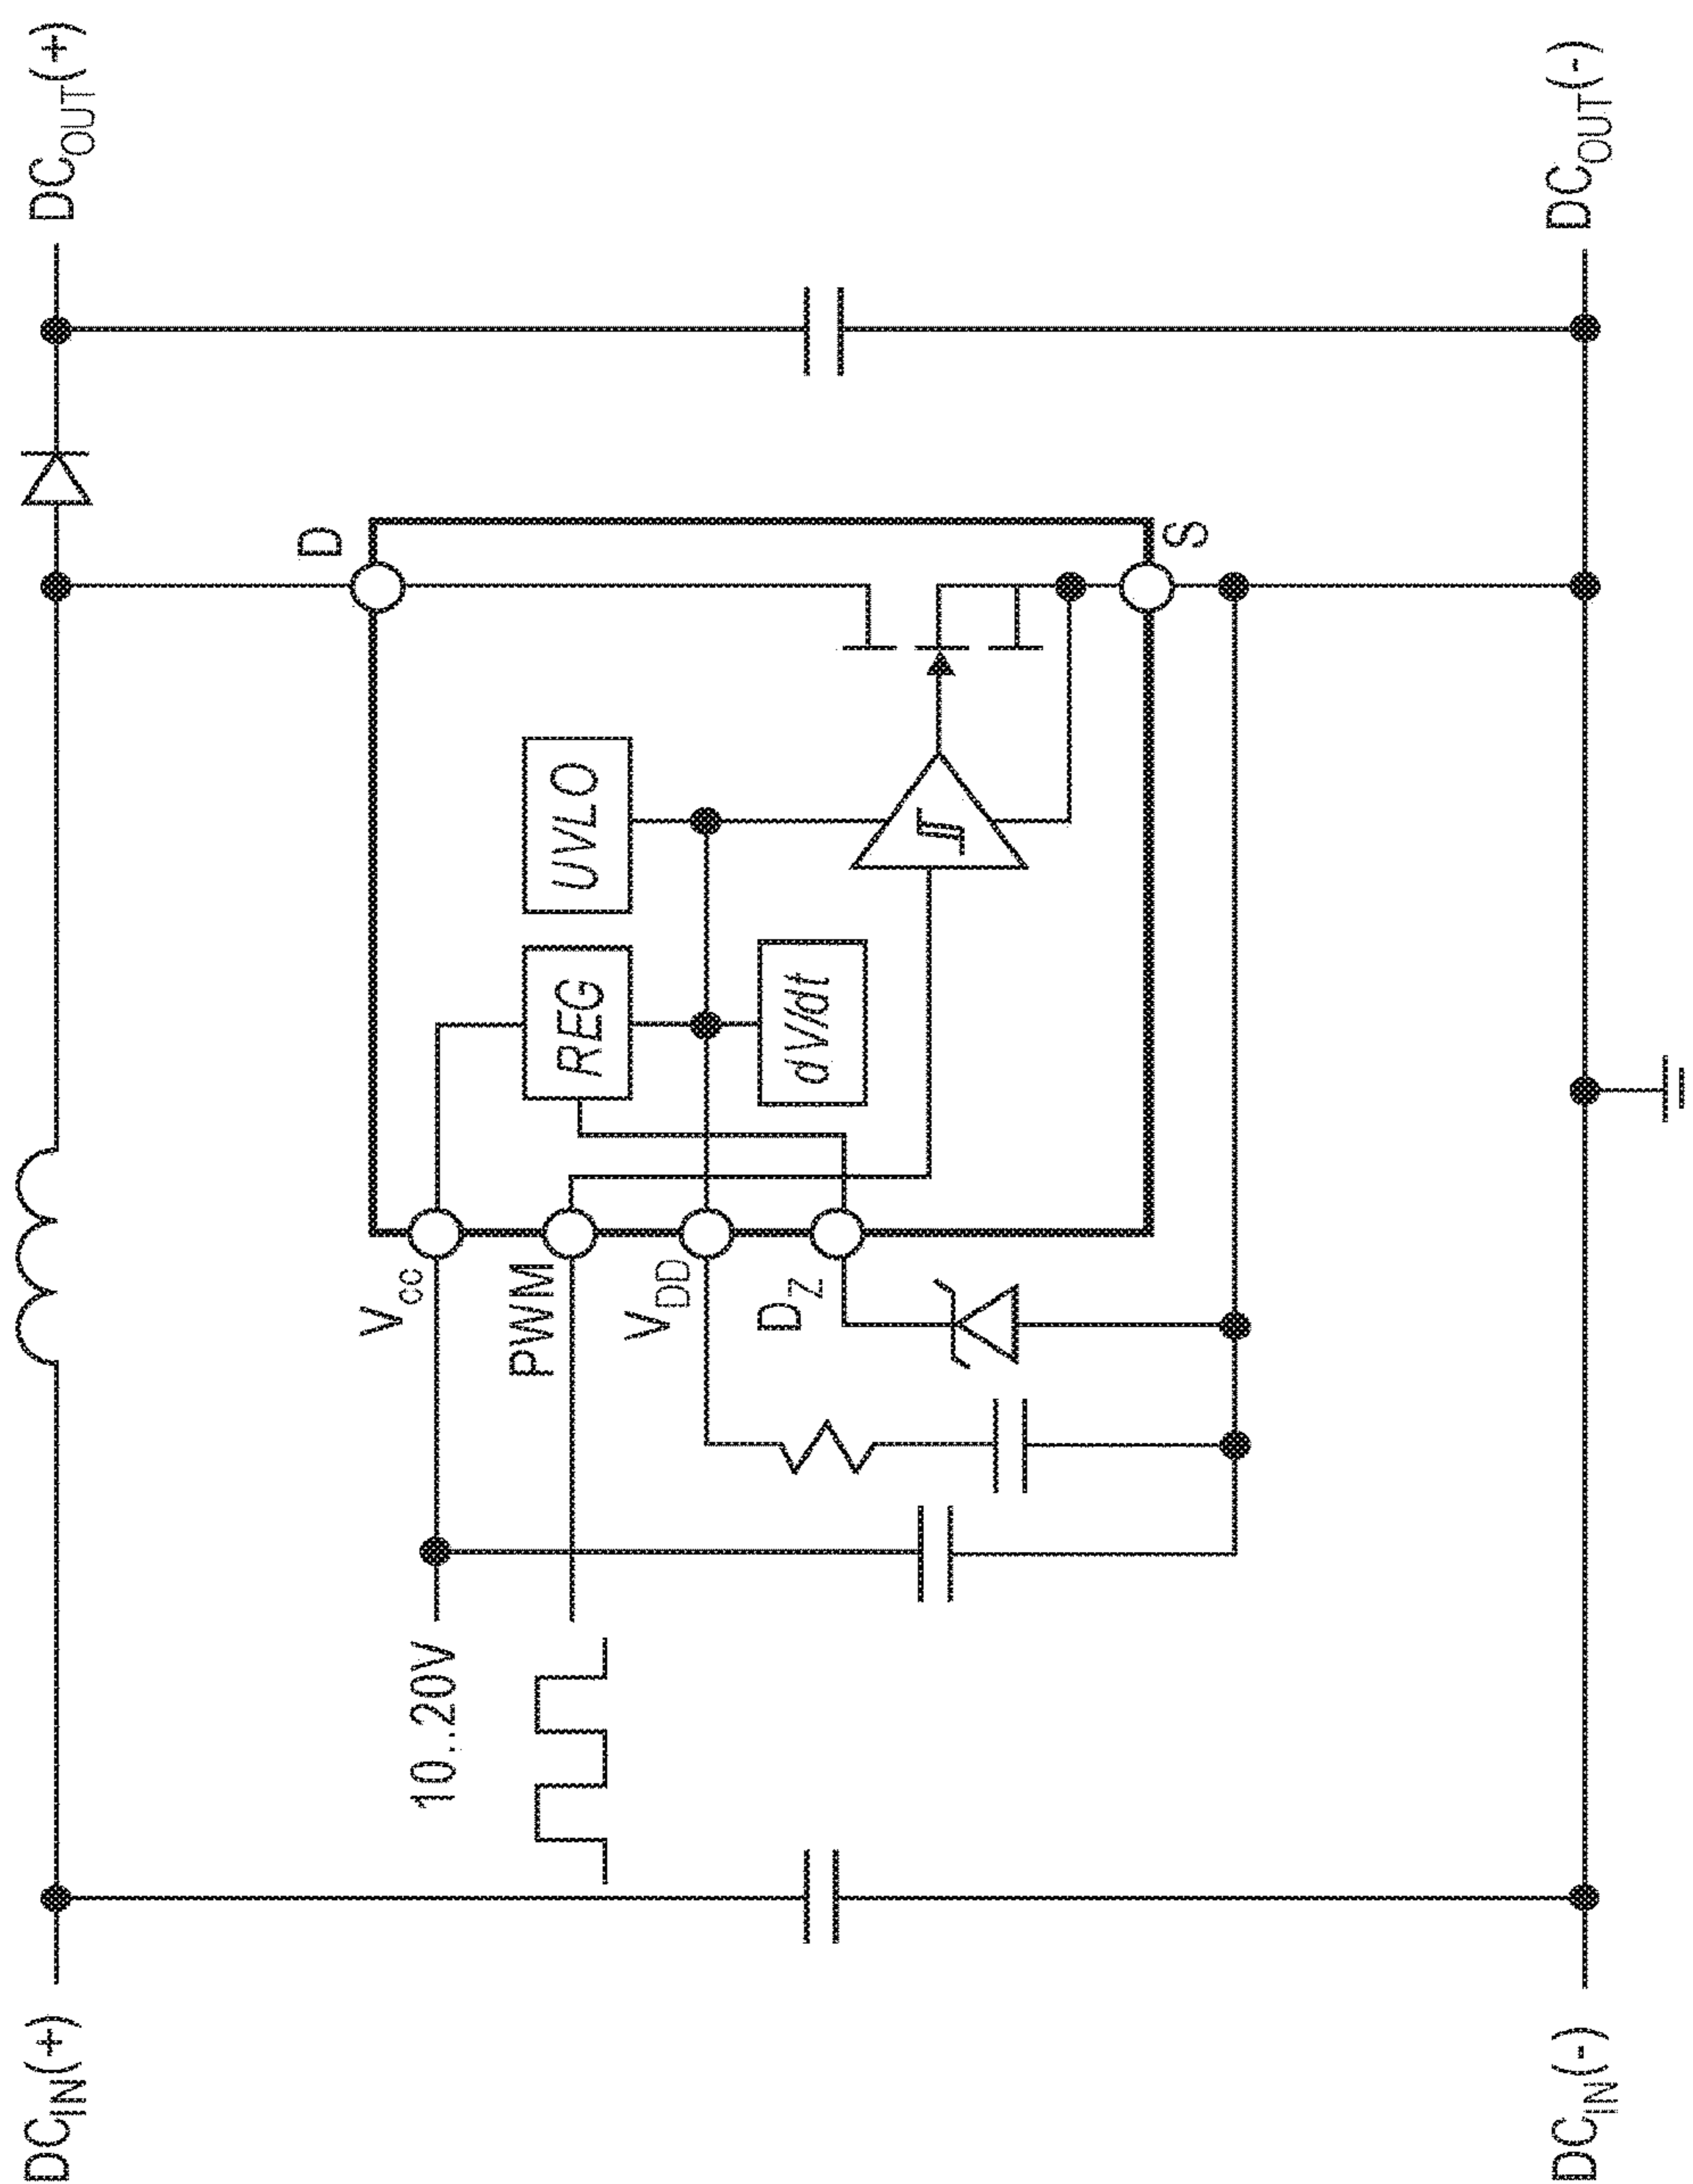 DC_IN(+)
DC_OUT(+)
D
10..20V
V_CC
REG
UVLO
PWM
V_DD
dV/dt
D_Z
S
DC_IN(-)
DC_OUT(-)